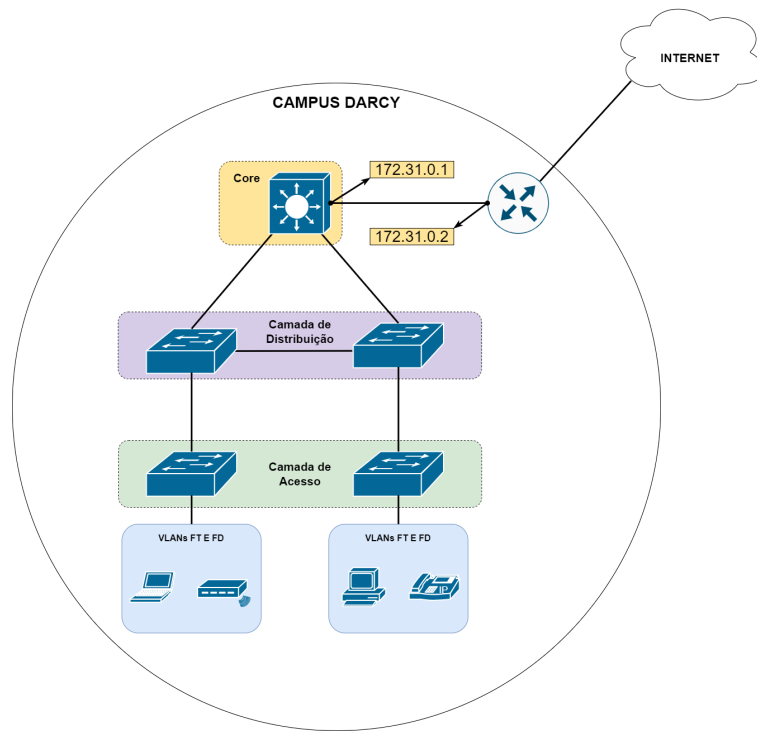 INTERNET
CAMPUS DARCY
Core
172.31.0.1
172.31.0.2
Camada de
Distribuição
Camada de
Acesso
VLANs FT E FD
VLANs FT E FD